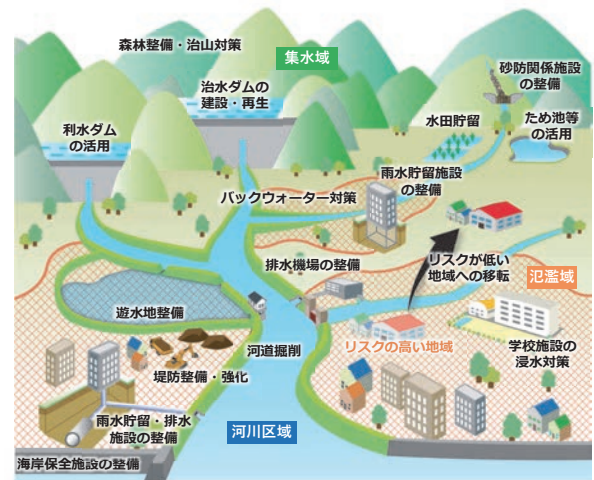 森林整備・治山対策
集水域
砂防関係施設
の整備
治水ダムの
建設・再生
利水ダム
の活用
水田貯留
ため池等
の活用
雨水貯留施設
の整備
バックウォーター対策
排水機場の整備
リスクが低い
地域への移転
氾濫域
遊水地整備
河道掘削
リスクの高い地域
学校施設の
浸水対策
堤防整備・強化
雨水貯留・排水
施設の整備
河川区域
海岸保全施設の整備